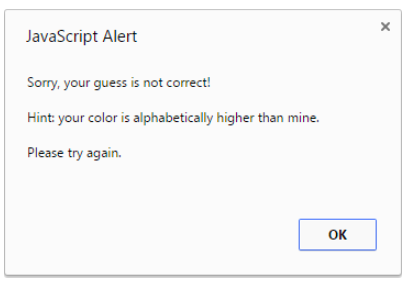 JavaScript Alert
Sorry, your guess is not correct!
Hint: your color is alphabetically higher than mine.
Please try again.
OK